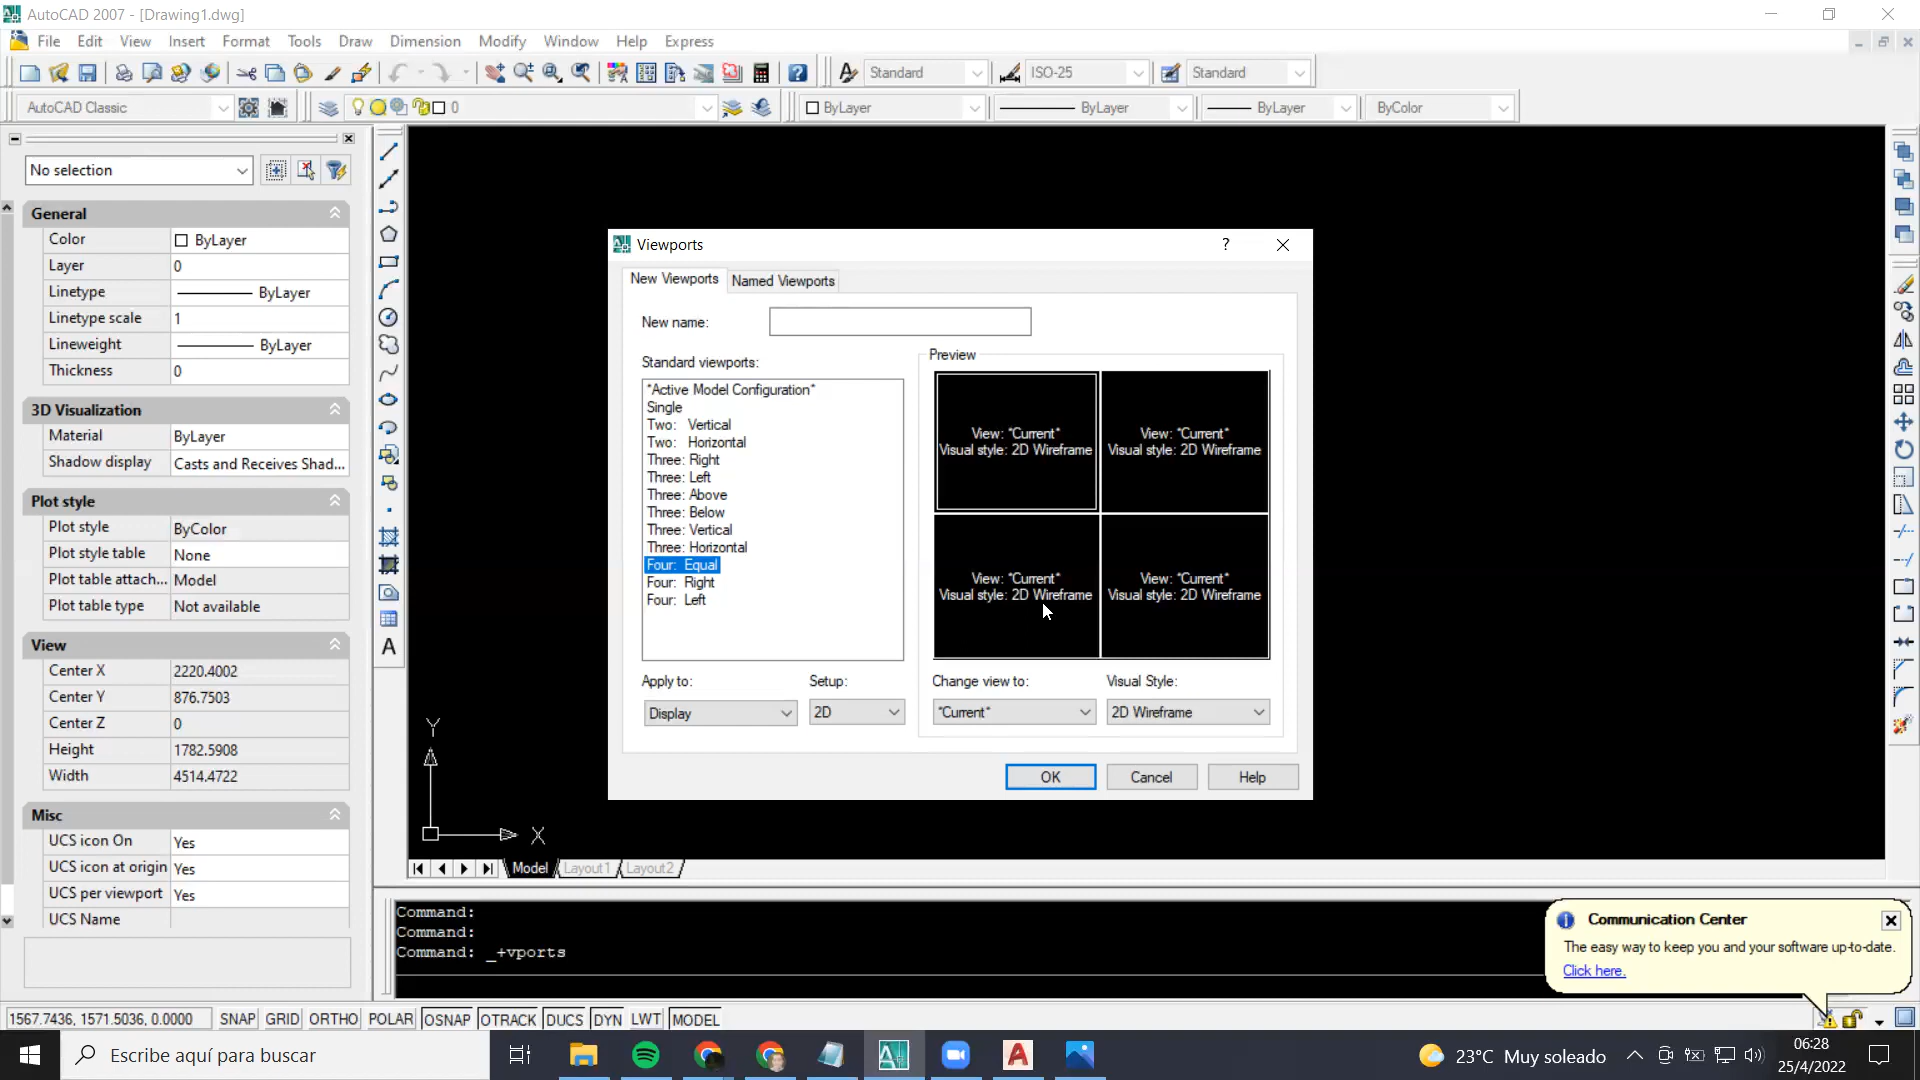 AutoCAD 2007 - [Drawing1.dwg]
File Edit View Insert Format Tools Draw Dimension Modify Window Help Express
Standard ISO-25 Standard
AutoCAD Classic 0 ByLayer ByLayer ByLayer ByColor
No selection
General
Color ByLayer
Layer 0
Linetype ByLayer
Linetype scale 1
Lineweight ByLayer
Thickness 0
3D Visualization
Material ByLayer
Shadow display Casts and Receives Shad...
Plot style
Plot style ByColor
Plot style table None
Plot table attach... Model
Plot table type Not available
View
Center X 2220.4002
Center Y 876.7503
Center Z 0
Height 1782.5908
Width 4514.4722
Misc
UCS icon On Yes
UCS icon at origin Yes
UCS per viewport Yes
UCS Name
A
Viewports ?
New Viewports Named Viewports
New name:
Standard viewports:
*Active Model Configuration*
Single
Two: Vertical
Two: Horizontal
Three: Right
Three: Left
Three: Above
Three: Below
Three: Vertical
Three: Horizontal
Four: Equal
Four: Right
Four: Left
Preview
View: *Current*
Visual style: 2D Wireframe
View: *Current*
Visual style: 2D Wireframe
View: *Current*
Visual style: 2D Wireframe
View: *Current*
Visual style: 2D Wireframe
Apply to: Setup: Change view to: Visual Style:
Display 2D *Current* 2D Wireframe
OK Cancel Help
Y
X
Model Layout1 Layout2
Command:
Command:
Command: _+vports
Communication Center
The easy way to keep you and your software up-to-date.
Click here.
1567.7436, 1571.5036, 0.0000 SNAP GRID ORTHO POLAR OSNAP OTRACK DUCS DYN LWT MODEL
Escribe aquí para buscar
23°C Muy soleado
06:28
25/4/2022